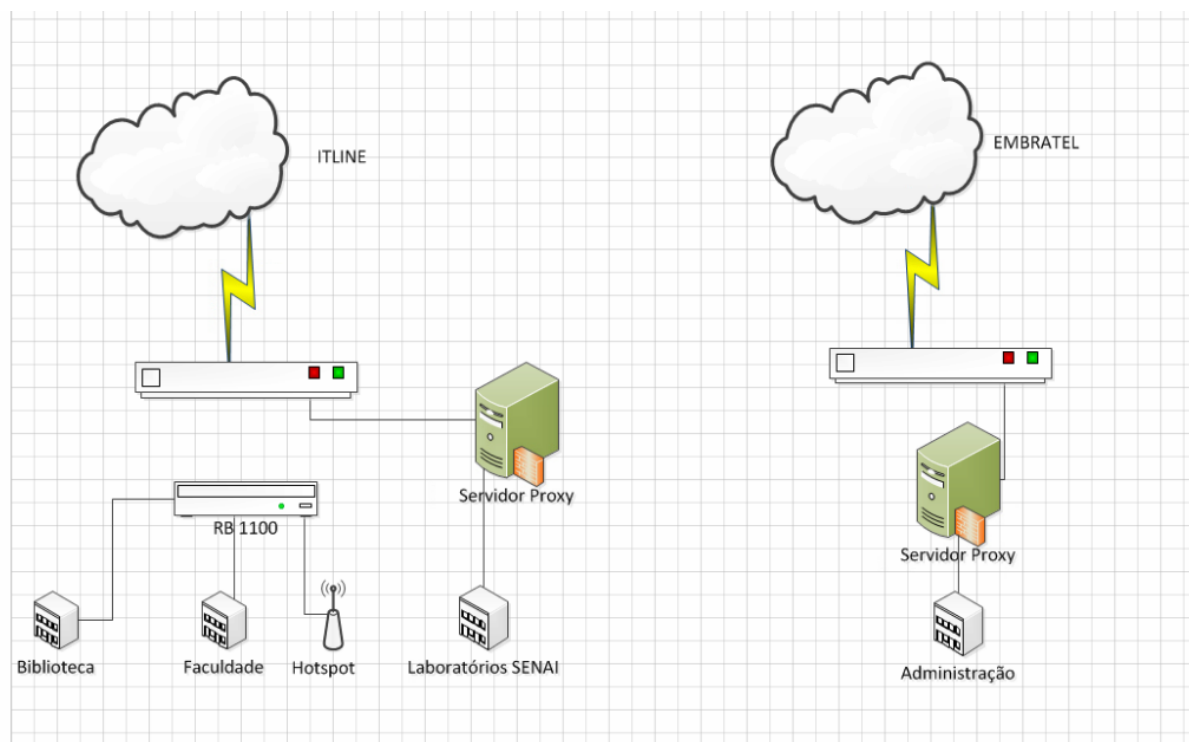 ITLINE
EMBRATEL
Servidor Proxy
RB 1100
Servidor Proxy
Biblioteca
Faculdade
Hotspot
Laboratórios SENAI
Administração